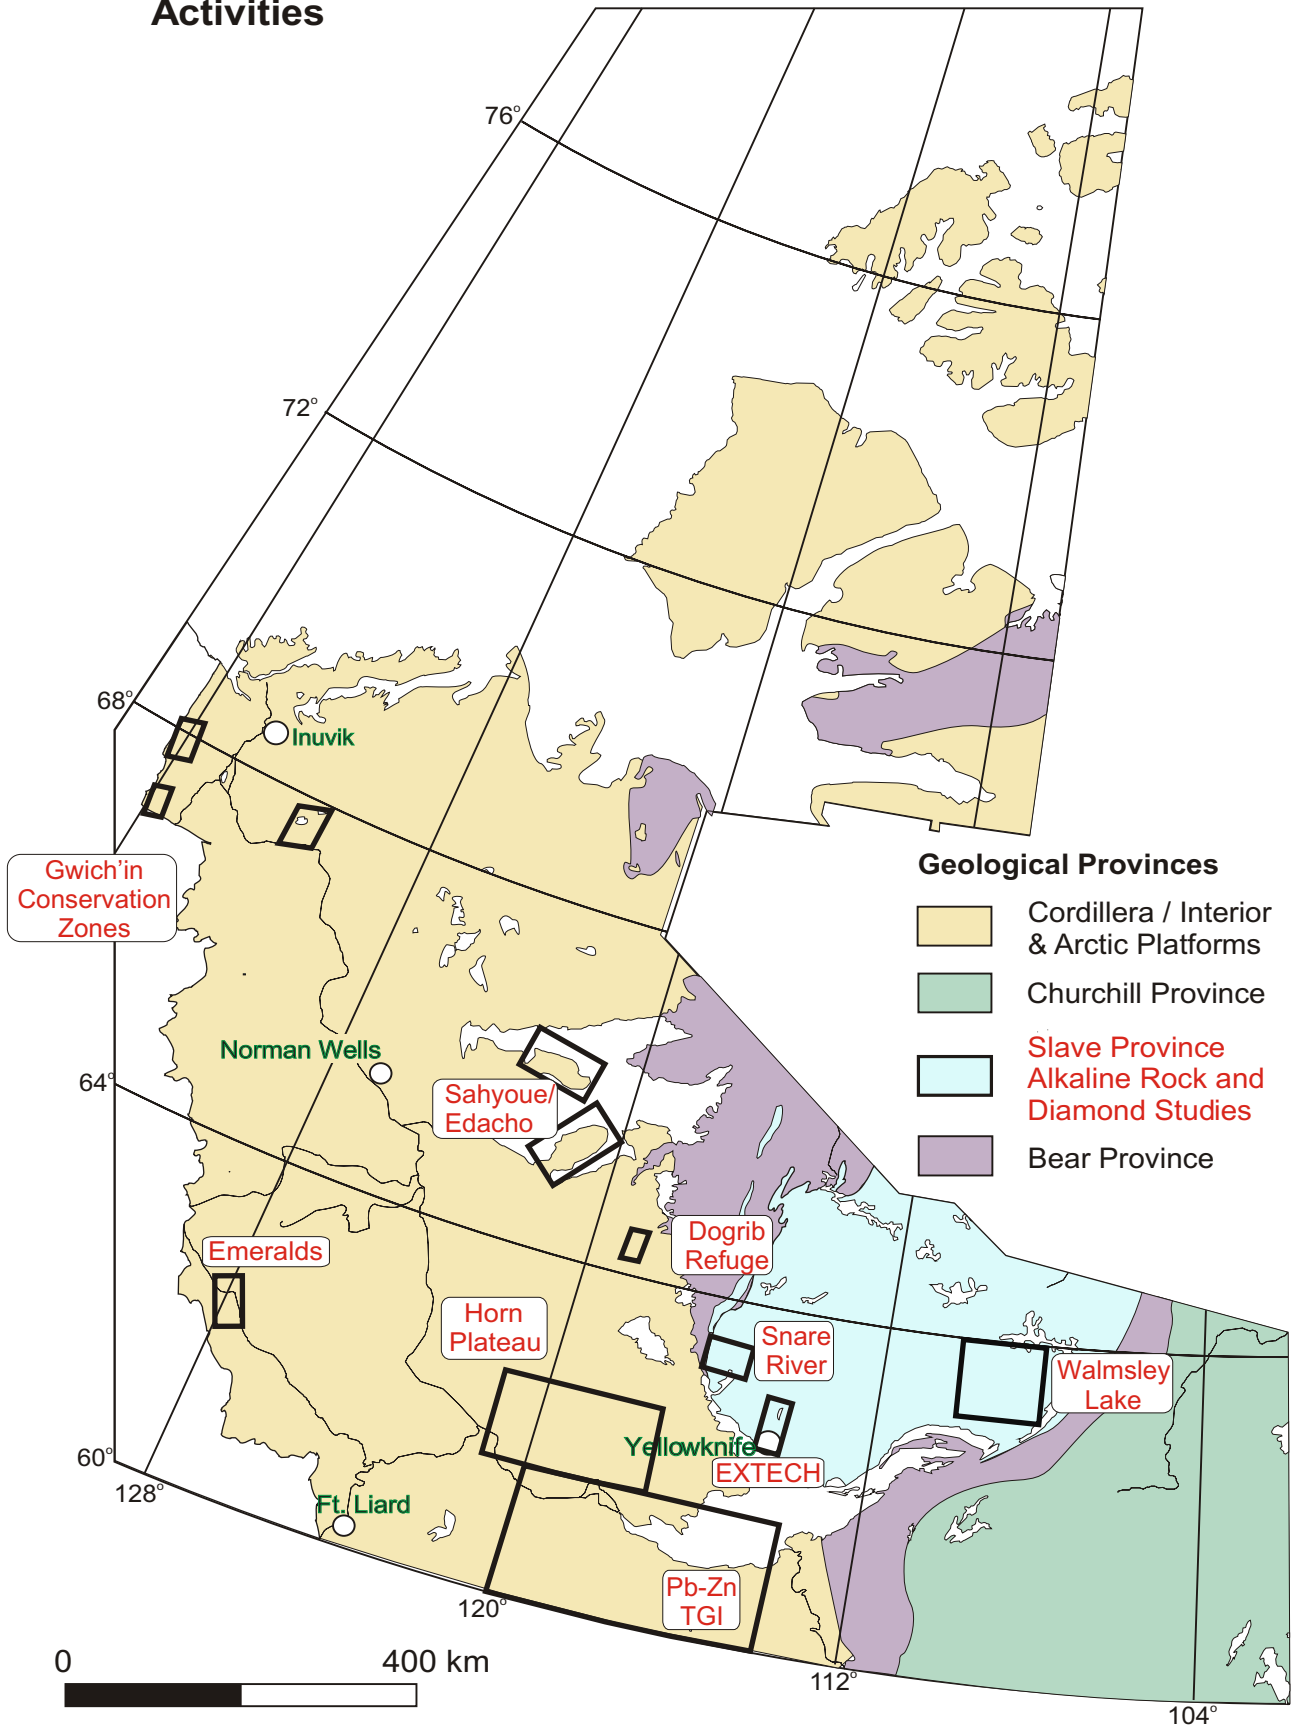 Activities
76°
72°
68°
Inuvik
Gwich'in
Conservation
Zones
Geological Provinces
Cordillera / Interior
& Arctic Platforms
Churchill Province
Slave Province
Alkaline Rock and
Diamond Studies
Bear Province
Norman Wells
64°
Sahyoue/
Edacho
Dogrib
Refuge
Emeralds
Horn
Plateau
Snare
River
Walmsley
Lake
Yellowknife
EXTECH
60°
128°
Ft. Liard
Pb-Zn
TGI
120°
112°
104°
0 400 km